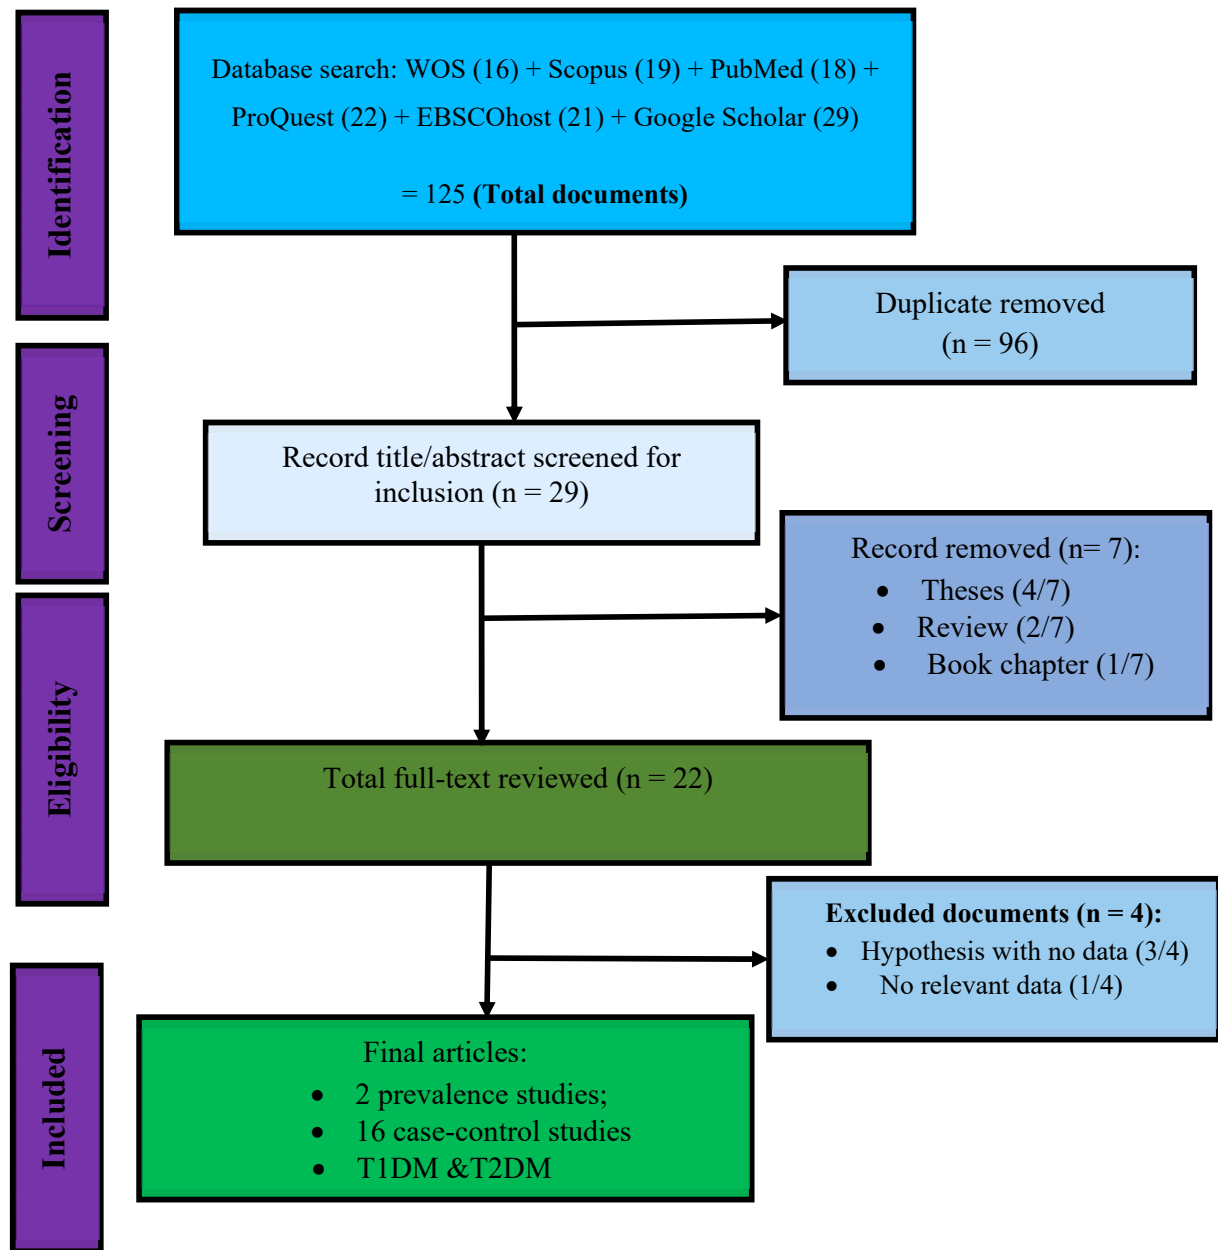 Identification
Database search: WOS (16) + Scopus (19) + PubMed (18) +
ProQuest (22) + EBSCOhost (21) + Google Scholar (29)
= 125 (Total documents)
Duplicate removed
(n = 96)
Screening
Record title/abstract screened for
inclusion (n = 29)
Record removed (n= 7):
• Theses (4/7)
• Review (2/7)
• Book chapter (1/7)
Eligibility
Total full-text reviewed (n = 22)
Excluded documents (n = 4):
• Hypothesis with no data (3/4)
• No relevant data (1/4)
Included
Final articles:
• 2 prevalence studies;
• 16 case-control studies
• T1DM &T2DM